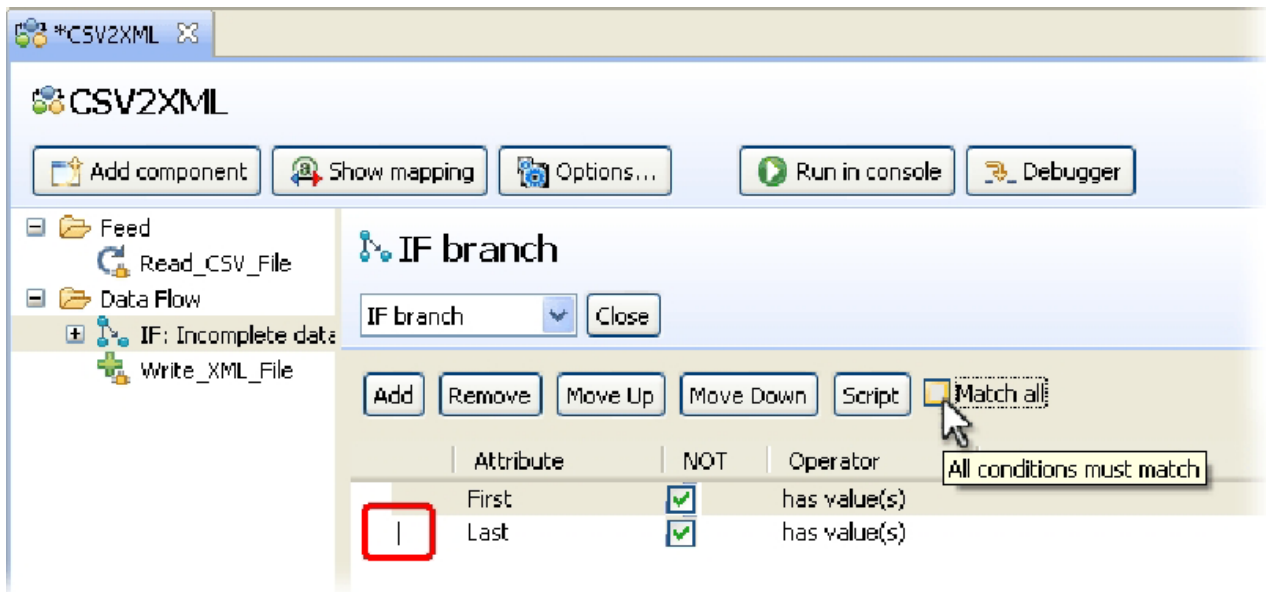 *CSV2XML
CSV2XML
Add component Show mapping Options... Run in console Debugger
Feed
Read_CSV_File
Data Flow
IF: Incomplete data
Write_XML_File
IF branch
IF branch Close
Add Remove Move Up Move Down Script Match all
Attribute NOT Operator
All conditions must match
First has value(s)
| Last has value(s)